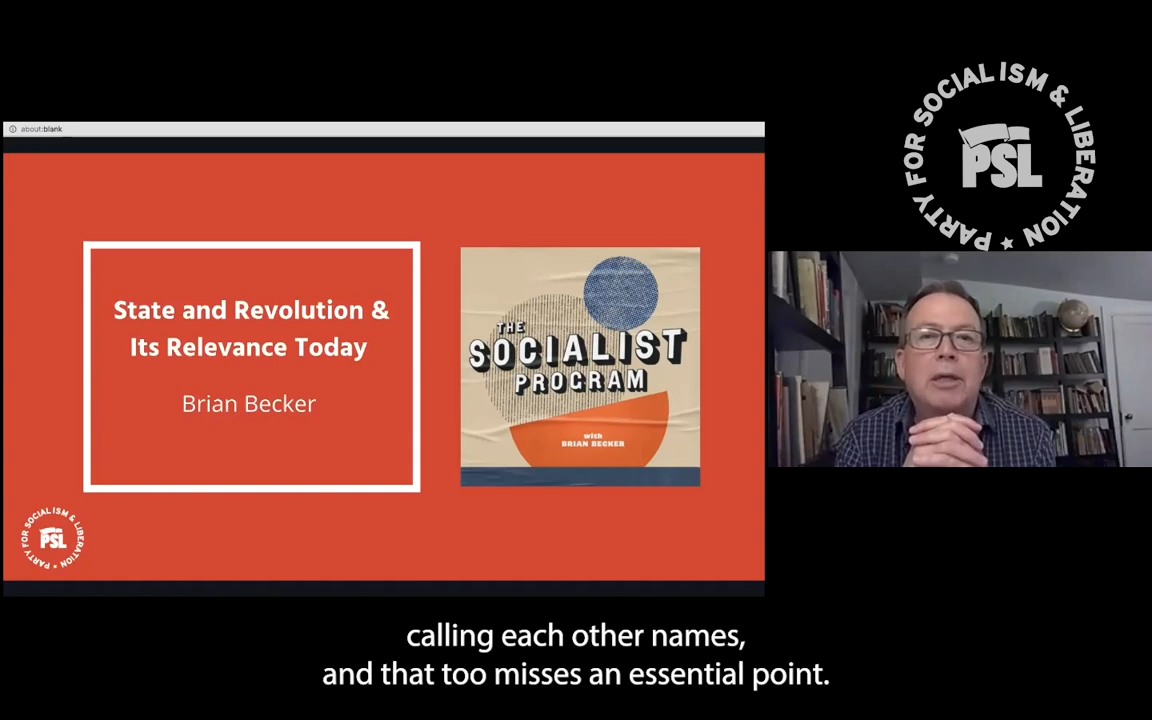 PARTY FOR SOCIALISM & LIBERATION
PSL
about:blank
State and Revolution &
Its Relevance Today
Brian Becker
THE
SOCIALIST
PROGRAM
with
BRIAN BECKER
PARTY FOR SOCIALISM & LIBERATION
PSL
calling each other names,
and that too misses an essential point.